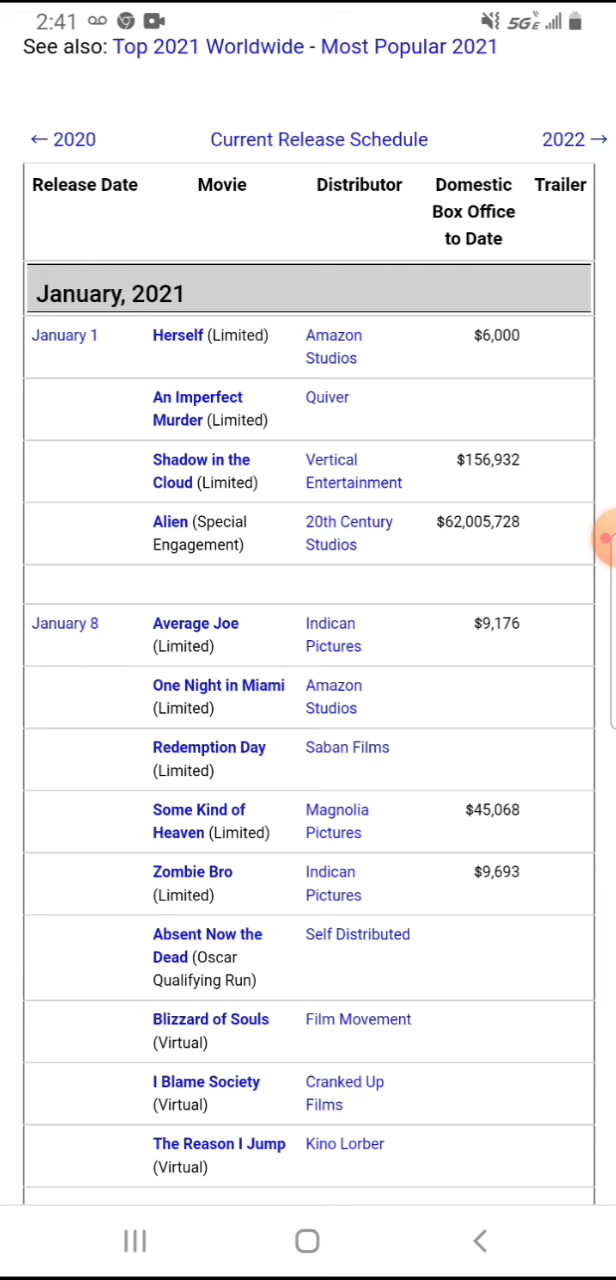 2:41
5GE
See also: Top 2021 Worldwide - Most Popular 2021
← 2020 Current Release Schedule 2022 →
Release Date Movie Distributor Domestic Box Office to Date Trailer
January, 2021
January 1 Herself (Limited) Amazon Studios $6,000
An Imperfect Murder (Limited) Quiver
Shadow in the Cloud (Limited) Vertical Entertainment $156,932
Alien (Special Engagement) 20th Century Studios $62,005,728
January 8 Average Joe (Limited) Indican Pictures $9,176
One Night in Miami (Limited) Amazon Studios
Redemption Day (Limited) Saban Films
Some Kind of Heaven (Limited) Magnolia Pictures $45,068
Zombie Bro (Limited) Indican Pictures $9,693
Absent Now the Dead (Oscar Qualifying Run) Self Distributed
Blizzard of Souls (Virtual) Film Movement
I Blame Society (Virtual) Cranked Up Films
The Reason I Jump (Virtual) Kino Lorber